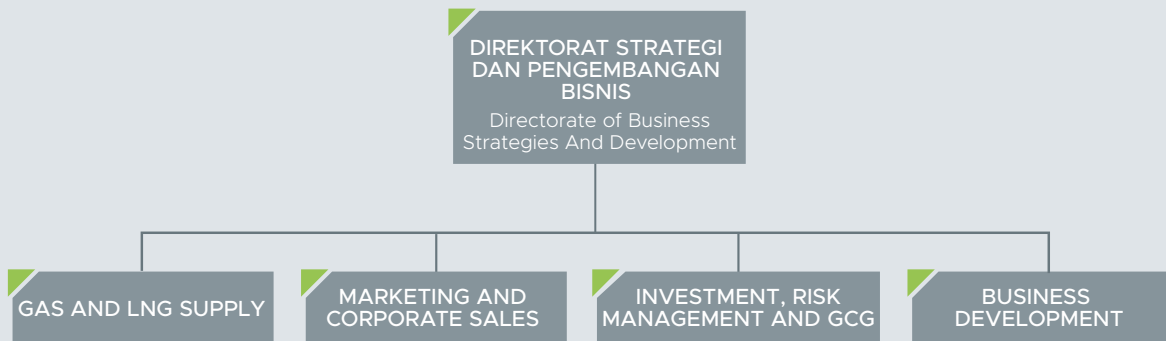 DIREKTORAT STRATEGI
DAN PENGEMBANGAN
BISNIS
Directorate of Business
Strategies And Development
GAS AND LNG SUPPLY
MARKETING AND
CORPORATE SALES
INVESTMENT, RISK
MANAGEMENT AND GCG
BUSINESS
DEVELOPMENT